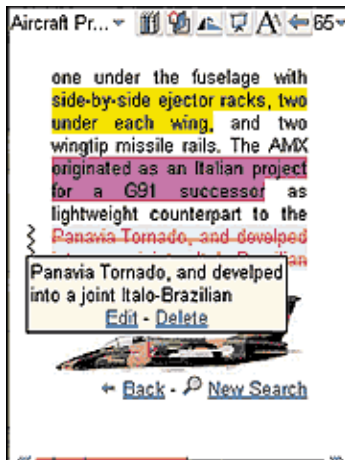 Aircraft Pr... 65
one under the fuselage with
side-by-side ejector racks, two
under each wing, and two
wingtip missile rails. The AMX
originated as an Italian project
for a G91 successor as
lightweight counterpart to the
Panavia Tornado, and develped
Panavia Tornado, and develped
into a joint Italo-Brazilian
Edit - Delete
Back - New Search